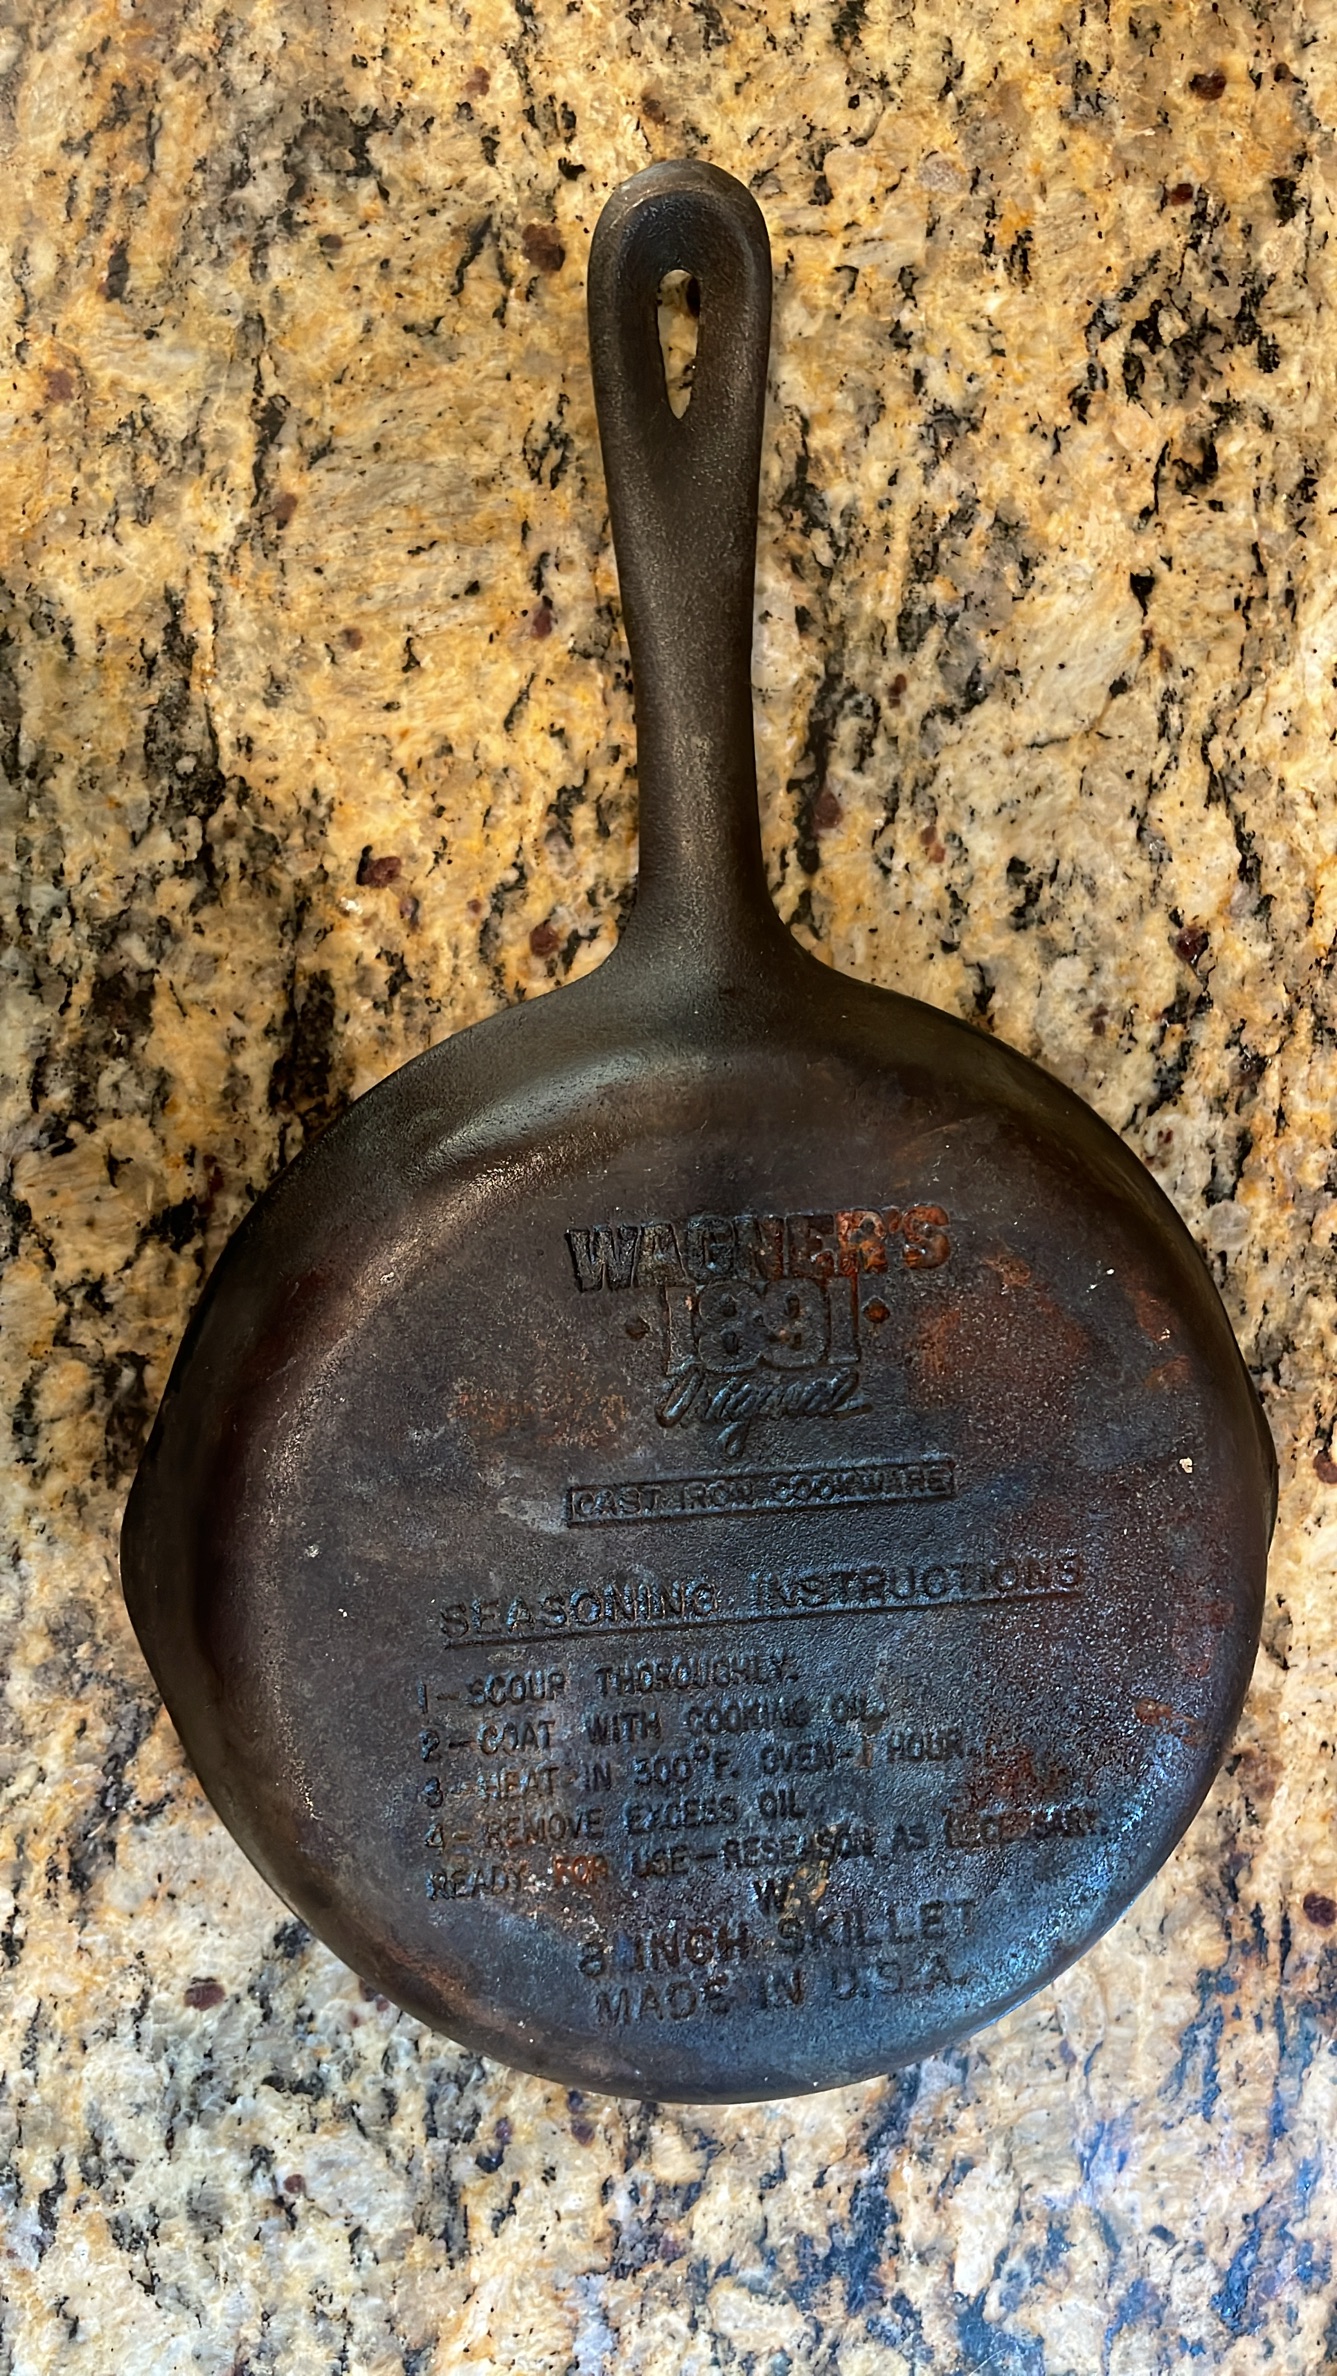 WAGNER'S
·1891·
Original
CAST IRON COOKWARE
SEASONING INSTRUCTIONS
1-SCOUR THOROUGHLY.
2-COAT WITH COOKING OIL.
3-HEAT IN 300°F. OVEN-1 HOUR.
4-REMOVE EXCESS OIL.
READY FOR USE-RESEASON AS NECESSARY.
W
8 INCH SKILLET
MADE IN U.S.A.